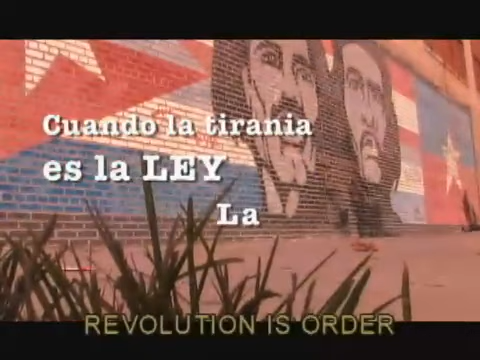 Cuando la tirania
es la LEY
La
REVOLUTION IS ORDER